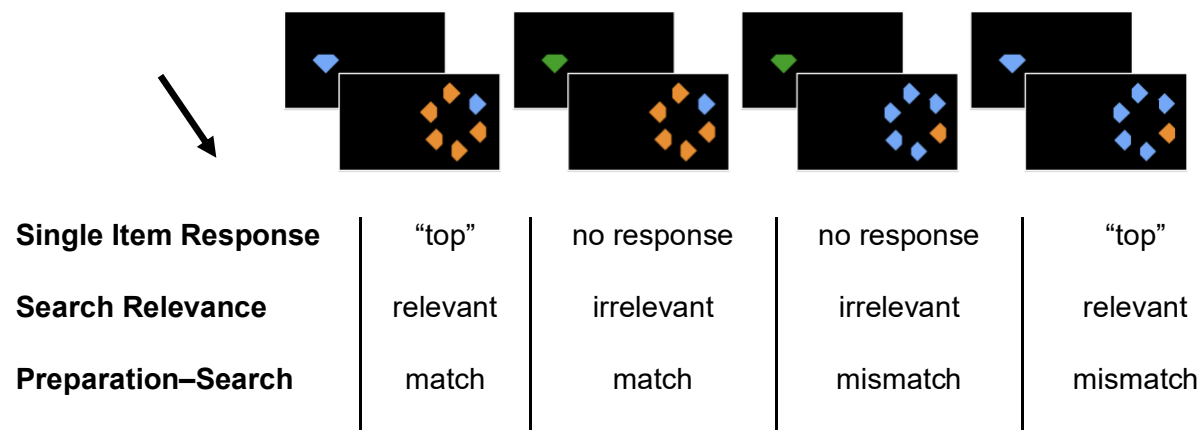 Single Item Response “top” no response no response “top”
Search Relevance relevant irrelevant irrelevant relevant
Preparation–Search match match mismatch mismatch